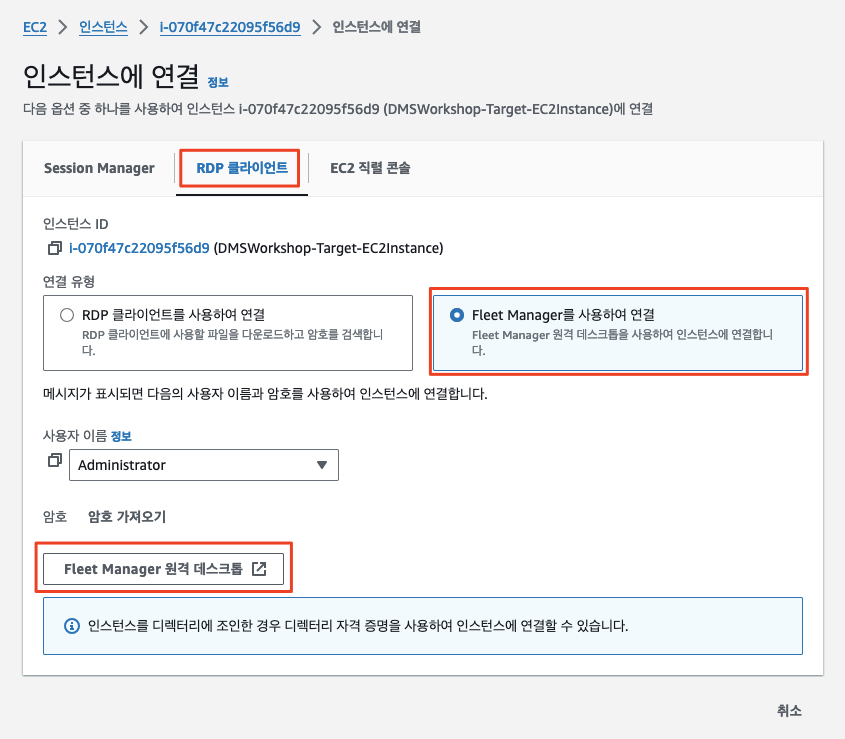 EC2 > 인스턴스 > i-070f47c22095f56d9 > 인스턴스에 연결
인스턴스에 연결 정보
다음 옵션 중 하나를 사용하여 인스턴스 i-070f47c22095f56d9 (DMSWorkshop-Target-EC2Instance)에 연결
Session Manager RDP 클라이언트 EC2 직렬 콘솔
인스턴스 ID
i-070f47c22095f56d9 (DMSWorkshop-Target-EC2Instance)
연결 유형
RDP 클라이언트를 사용하여 연결
RDP 클라이언트에 사용할 파일을 다운로드하고 암호를 검색합니
다.
Fleet Manager를 사용하여 연결
Fleet Manager 원격 데스크톱을 사용하여 인스턴스에 연결합니
다.
메시지가 표시되면 다음의 사용자 이름과 암호를 사용하여 인스턴스에 연결합니다.
사용자 이름 정보
Administrator
암호 암호 가져오기
Fleet Manager 원격 데스크톱
인스턴스를 디렉터리에 조인한 경우 디렉터리 자격 증명을 사용하여 인스턴스에 연결할 수 있습니다.
취소